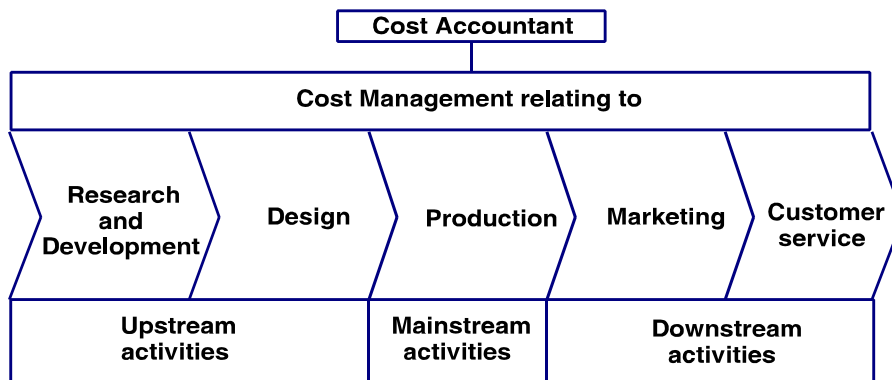 Cost Accountant
Cost Management relating to
Research
and
Development
Design
Production
Marketing
Customer
service
Upstream
activities
Mainstream
activities
Downstream
activities